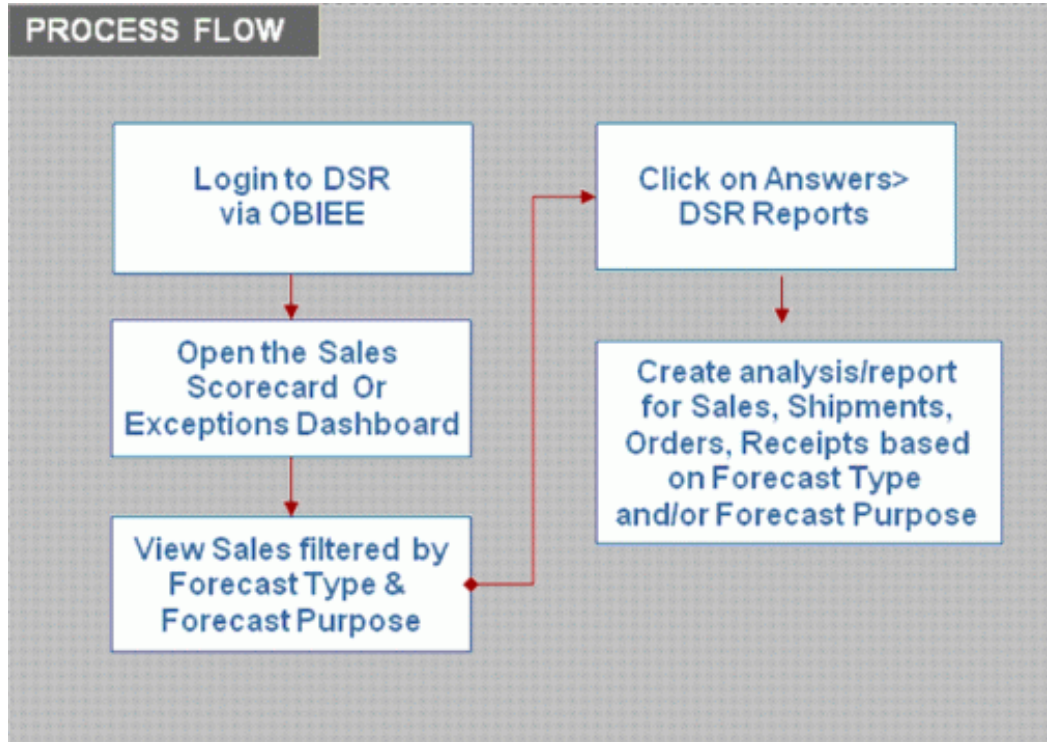 PROCESS FLOW
Login to DSR
via OBIEE
Open the Sales
Scorecard Or
Exceptions Dashboard
View Sales filtered by
Forecast Type &
Forecast Purpose
Click on Answers>
DSR Reports
Create analysis/report
for Sales, Shipments,
Orders, Receipts based
on Forecast Type
and/or Forecast Purpose